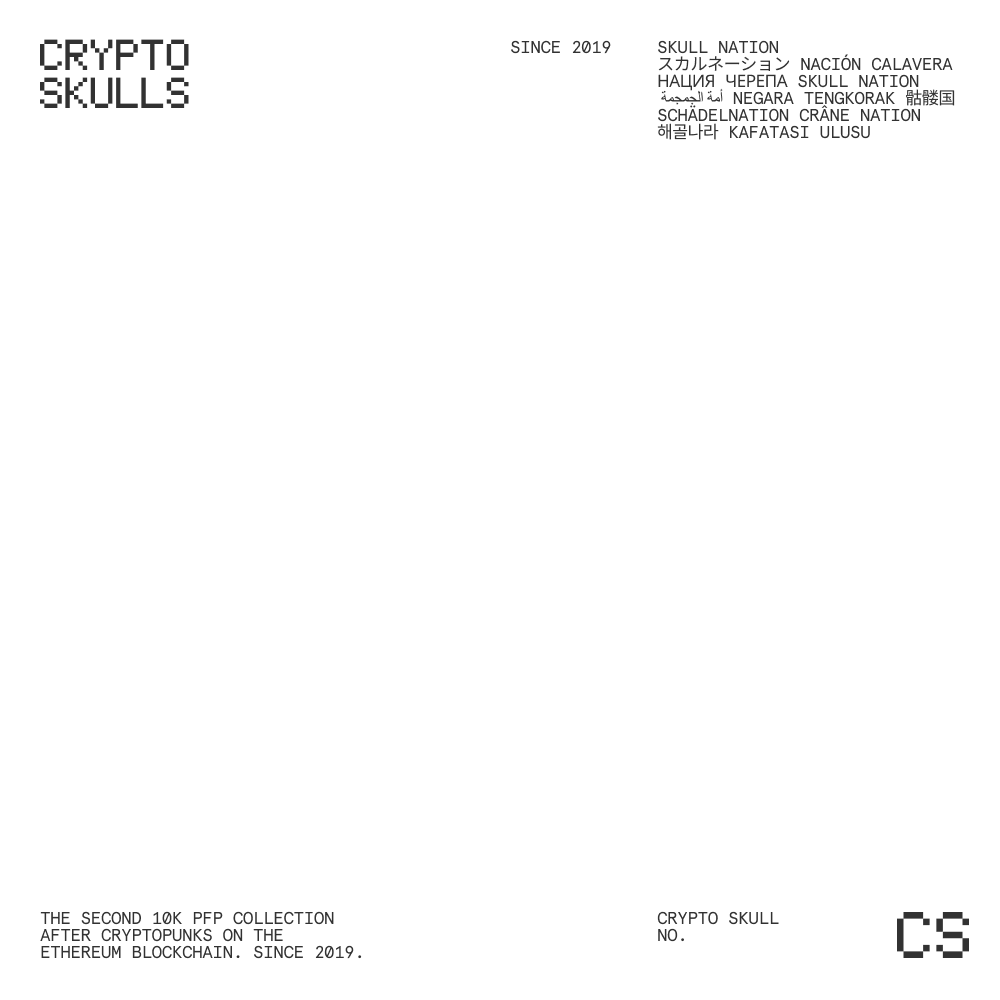 CRYPTO
SKULLS
SINCE 2019
SKULL NATION
スカルネーション NACIÓN CALAVERA
НАЦИЯ ЧЕРЕПА SKULL NATION
أمة الجمجمة NEGARA TENGKORAK 骷髅国
SCHÄDELNATION CRÂNE NATION
해골나라 KAFATASI ULUSU
THE SECOND 10K PFP COLLECTION
AFTER CRYPTOPUNKS ON THE
ETHEREUM BLOCKCHAIN. SINCE 2019.
CRYPTO SKULL
NO.
CS